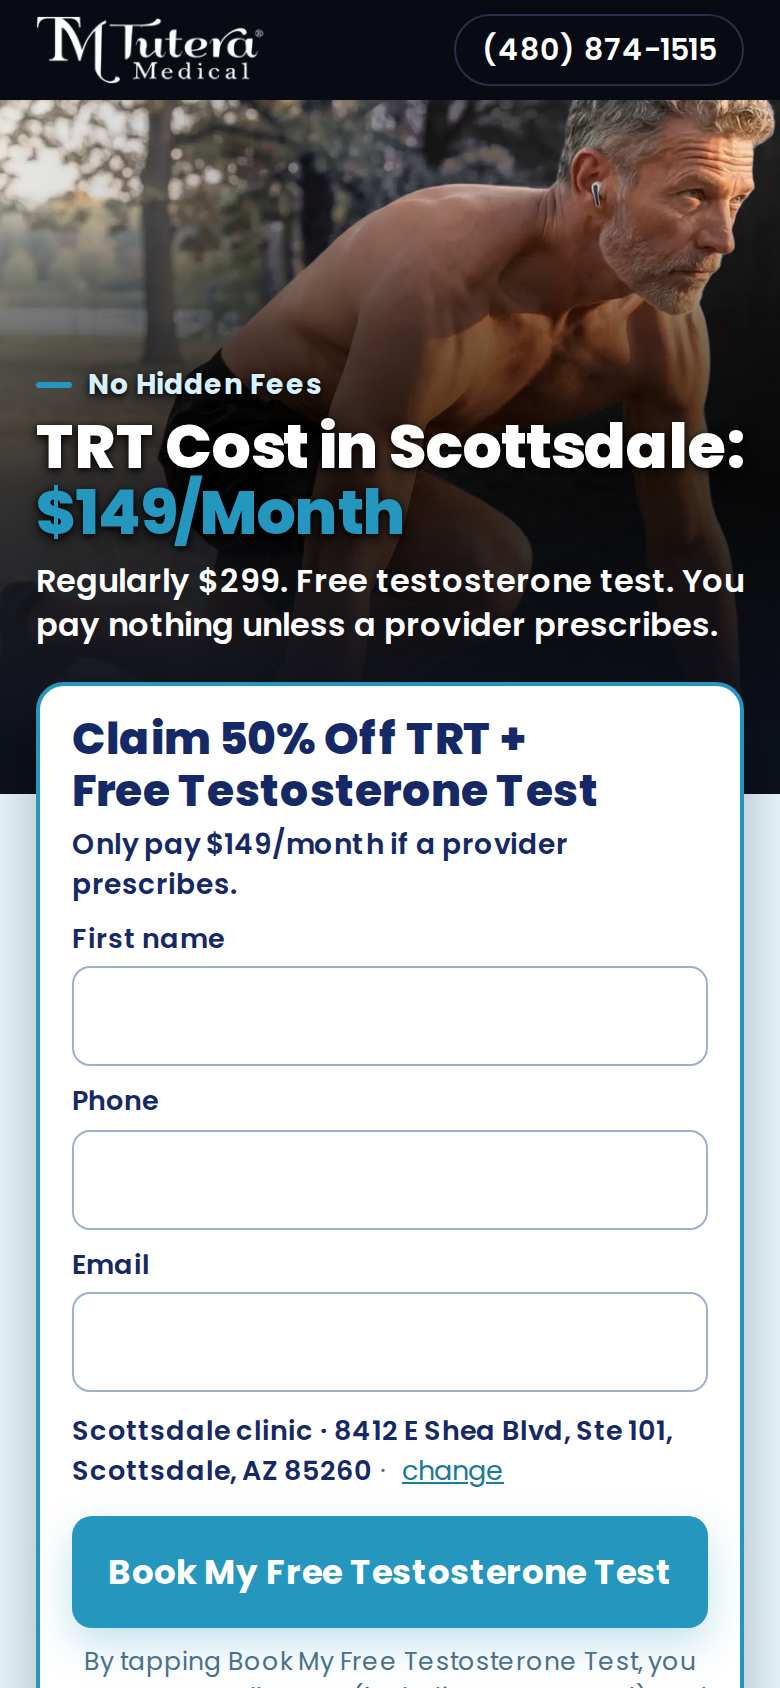 TM Tutera®
Medical
(480) 874-1515
No Hidden Fees
TRT Cost in Scottsdale:
$149/Month
Regularly $299. Free testosterone test. You
pay nothing unless a provider prescribes.
Claim 50% Off TRT +
Free Testosterone Test
Only pay $149/month if a provider
prescribes.
First name
Phone
Email
Scottsdale clinic · 8412 E Shea Blvd, Ste 101,
Scottsdale, AZ 85260 · change
Book My Free Testosterone Test
By tapping Book My Free Testosterone Test, you